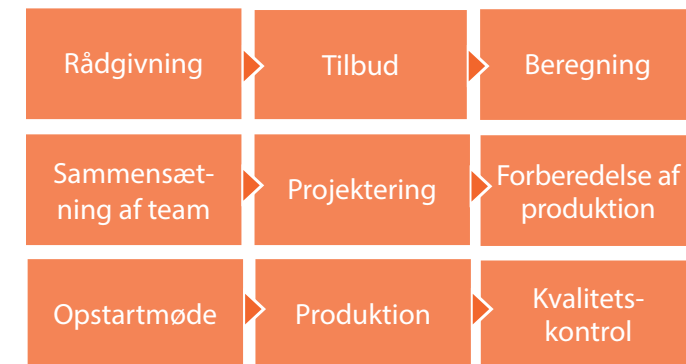 Rådgivning
Tilbud
Beregning
Sammensæt-
ning af team
Projektering
Forberedelse af
produktion
Opstartmøde
Produktion
Kvalitets-
kontrol